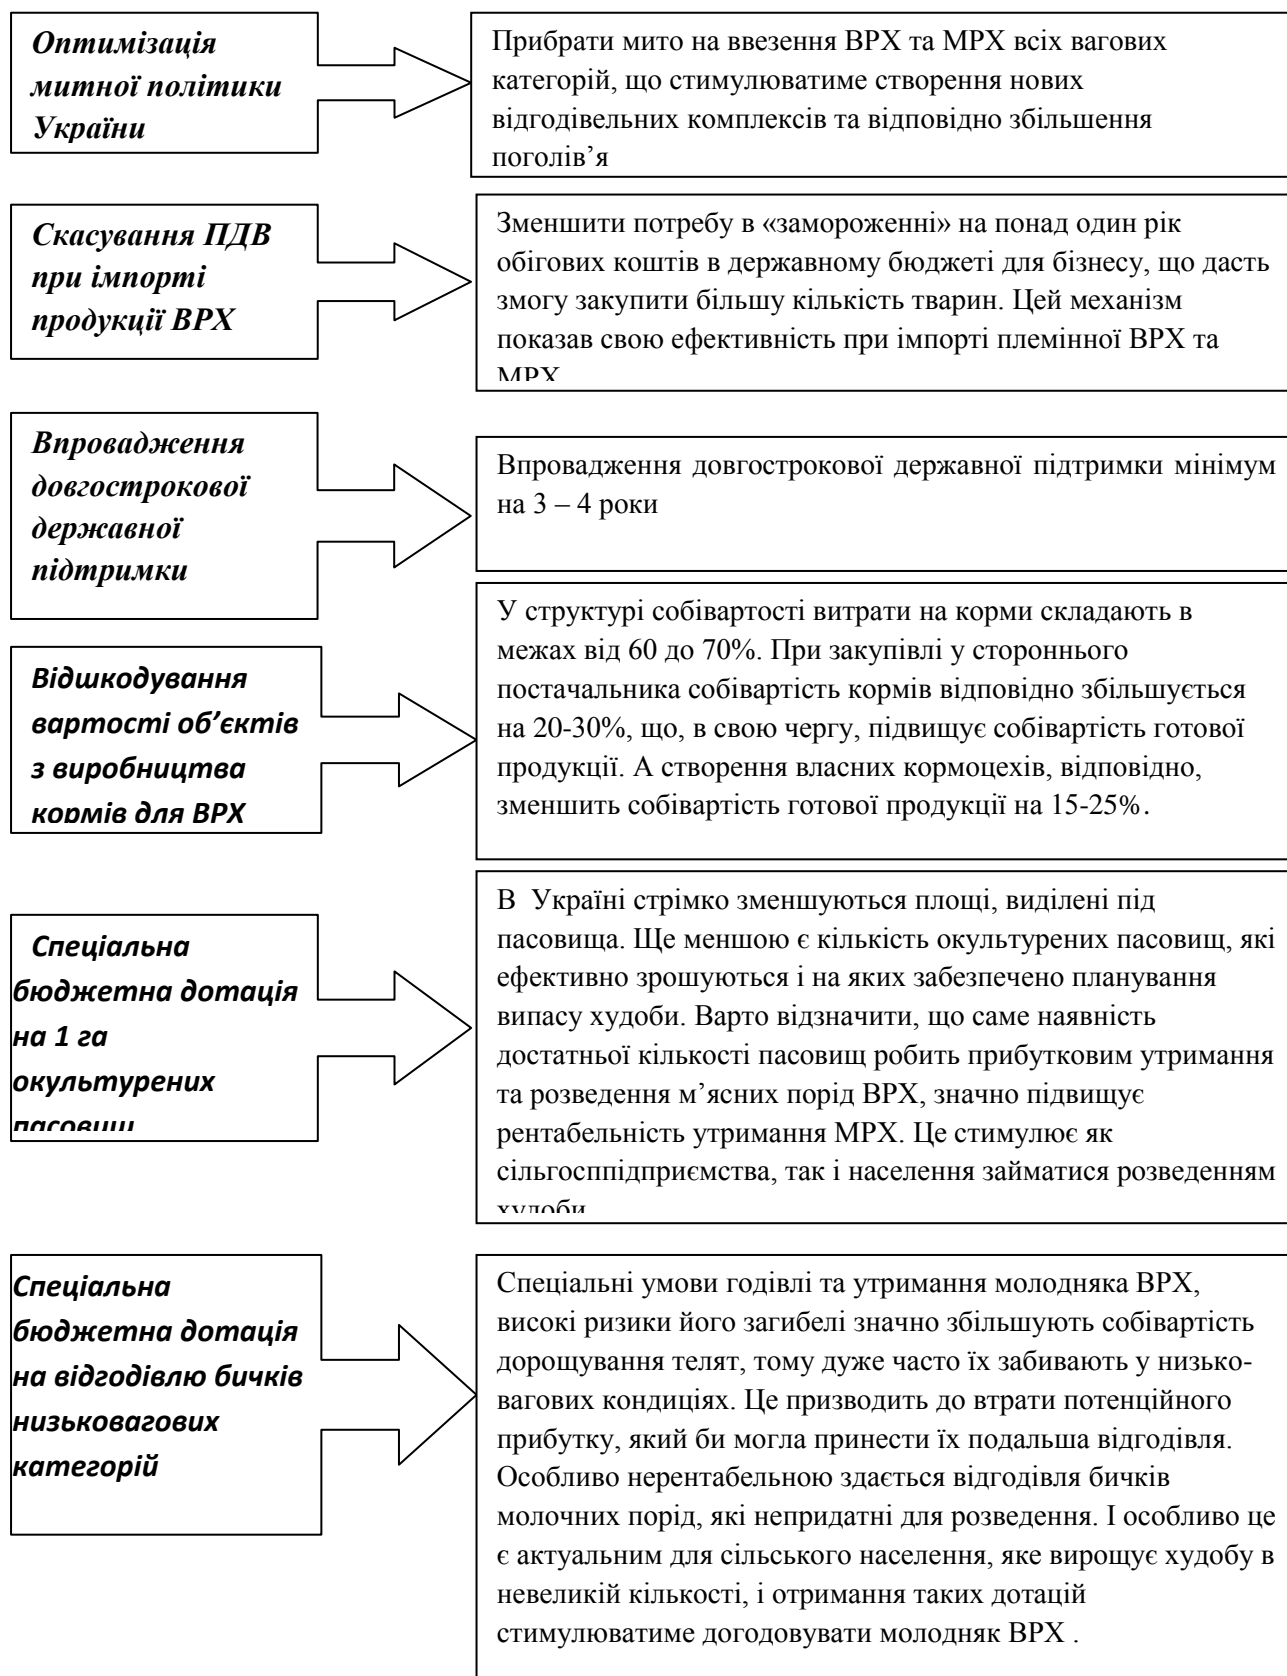 Оптимізація
митної політики
України
Прибрати мито на ввезення ВРХ та МРХ всіх вагових
категорій, що стимулюватиме створення нових
відгодівельних комплексів та відповідно збільшення
поголів’я
Скасування ПДВ
при імпорті
продукції ВРХ
Зменшити потребу в «замороженні» на понад один рік
обігових коштів в державному бюджеті для бізнесу, що дасть
змогу закупити більшу кількість тварин. Цей механізм
показав свою ефективність при імпорті племінної ВРХ та
МРХ
Впровадження
довгострокової
державної
підтримки
Впровадження довгострокової державної підтримки мінімум
на 3 – 4 роки
Відшкодування
вартості об’єктів
з виробництва
кормів для ВРХ
У структурі собівартості витрати на корми складають в
межах від 60 до 70%. При закупівлі у стороннього
постачальника собівартість кормів відповідно збільшується
на 20-30%, що, в свою чергу, підвищує собівартість готової
продукції. А створення власних кормоцехів, відповідно,
зменшить собівартість готової продукції на 15-25%.
Спеціальна
бюджетна дотація
на 1 га
окультурених
пасовищ
В Україні стрімко зменшуються площі, виділені під
пасовища. Ще меншою є кількість окультурених пасовищ, які
ефективно зрошуються і на яких забезпечено планування
випасу худоби. Варто відзначити, що саме наявність
достатньої кількості пасовищ робить прибутковим утримання
та розведення м’ясних порід ВРХ, значно підвищує
рентабельність утримання МРХ. Це стимулює як
сільгосппідприємства, так і населення займатися розведенням
худоби
Спеціальна
бюджетна дотація
на відгодівлю бичків
низьковагових
категорій
Спеціальні умови годівлі та утримання молодняка ВРХ,
високі ризики його загибелі значно збільшують собівартість
дорощування телят, тому дуже часто їх забивають у низько-
вагових кондиціях. Це призводить до втрати потенційного
прибутку, який би могла принести їх подальша відгодівля.
Особливо нерентабельною здається відгодівля бичків
молочних порід, які непридатні для розведення. І особливо це
є актуальним для сільського населення, яке вирощує худобу в
невеликій кількості, і отримання таких дотацій
стимулюватиме догодовувати молодняк ВРХ .